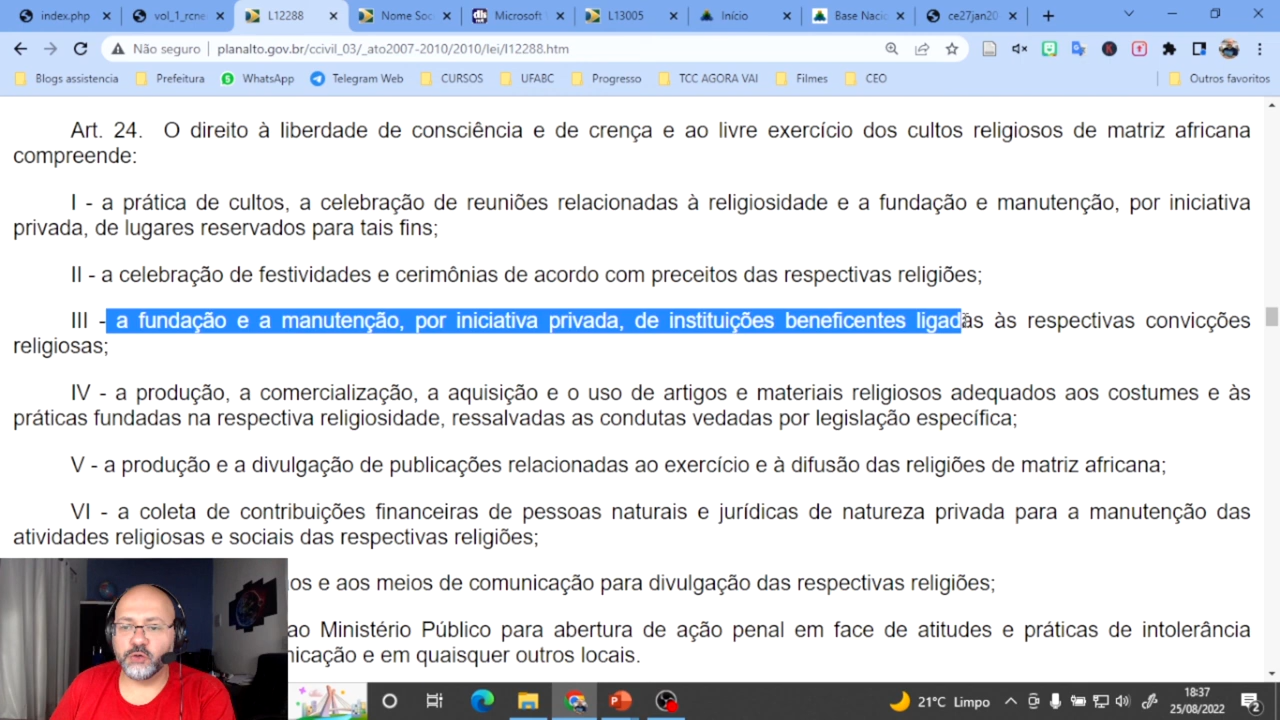 index.php
vol_1_rcne
L12288
Nome Soc
Microsoft
L13005
Início
Base Nacio
ce27jan20
Não seguro
planalto.gov.br/ccivil_03/_ato2007-2010/2010/lei/l12288.htm
Blogs assistencia
Prefeitura
WhatsApp
Telegram Web
CURSOS
UFABC
Progresso
TCC AGORA VAI
Filmes
CEO
Outros favoritos
Art. 24. O direito à liberdade de consciência e de crença e ao livre exercício dos cultos religiosos de matriz africana
compreende:
I - a prática de cultos, a celebração de reuniões relacionadas à religiosidade e a fundação e manutenção, por iniciativa
privada, de lugares reservados para tais fins;
II - a celebração de festividades e cerimônias de acordo com preceitos das respectivas religiões;
III - a fundação e a manutenção, por iniciativa privada, de instituições beneficentes ligadas às respectivas convicções
religiosas;
IV - a produção, a comercialização, a aquisição e o uso de artigos e materiais religiosos adequados aos costumes e às
práticas fundadas na respectiva religiosidade, ressalvadas as condutas vedadas por legislação específica;
V - a produção e a divulgação de publicações relacionadas ao exercício e à difusão das religiões de matriz africana;
VI - a coleta de contribuições financeiras de pessoas naturais e jurídicas de natureza privada para a manutenção das
atividades religiosas e sociais das respectivas religiões;
os e aos meios de comunicação para divulgação das respectivas religiões;
ao Ministério Público para abertura de ação penal em face de atitudes e práticas de intolerância
nicação e em quaisquer outros locais.
21°C Limpo
18:37
25/08/2022
2